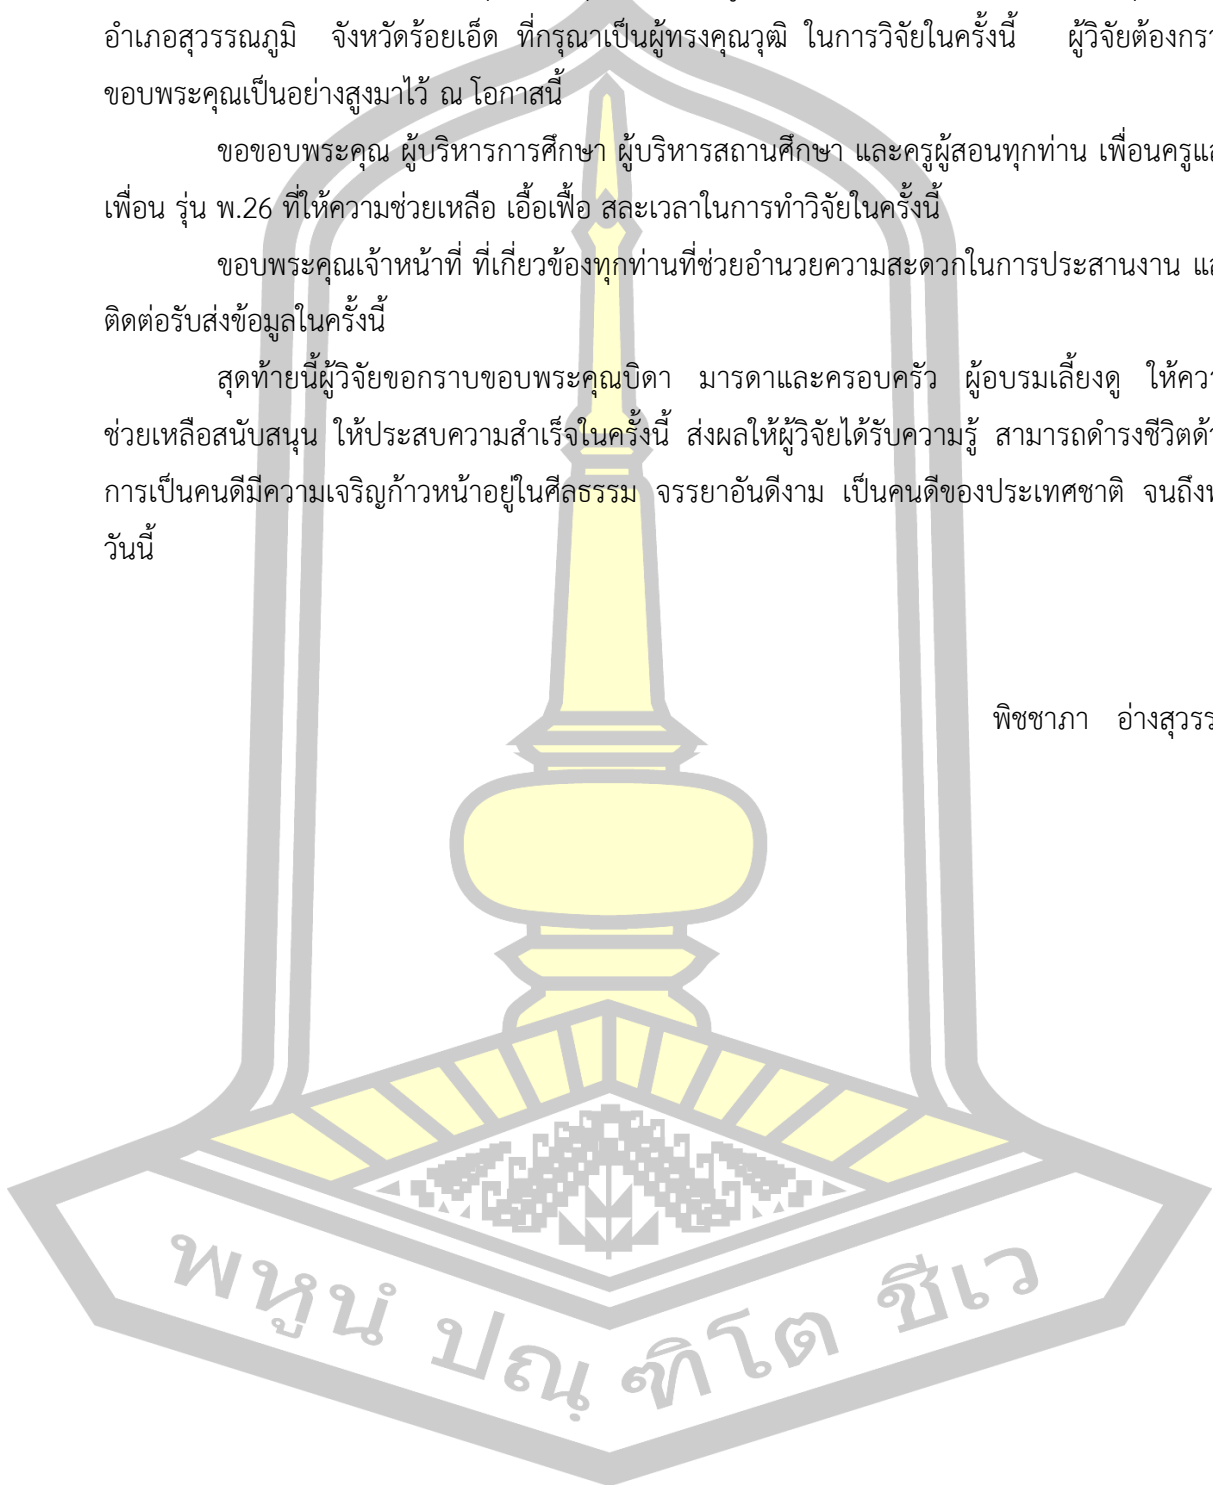 อำเภอสุวรรณภูมิ จังหวัดร้อยเอ็ด ที่กรุณาเป็นผู้ทรงคุณวุฒิ ในการวิจัยในครั้งนี้ ผู้วิจัยต้องกรา
ขอบพระคุณเป็นอย่างสูงมาไว้ ณ โอกาสนี้
ขอขอบพระคุณ ผู้บริหารการศึกษา ผู้บริหารสถานศึกษา และครูผู้สอนทุกท่าน เพื่อนครูแล
เพื่อน รุ่น พ.26 ที่ให้ความช่วยเหลือ เอื้อเฟื้อ สละเวลาในการทำวิจัยในครั้งนี้
ขอบพระคุณเจ้าหน้าที่ ที่เกี่ยวข้องทุกท่านที่ช่วยอำนวยความสะดวกในการประสานงาน แล
ติดต่อรับส่งข้อมูลในครั้งนี้
สุดท้ายนี้ผู้วิจัยขอกราบขอบพระคุณบิดา มารดาและครอบครัว ผู้อบรมเลี้ยงดู ให้ควา
ช่วยเหลือสนับสนุน ให้ประสบความสำเร็จในครั้งนี้ ส่งผลให้ผู้วิจัยได้รับความรู้ สามารถดำรงชีวิตด้ว
การเป็นคนดีมีความเจริญก้าวหน้าอยู่ในศีลธรรม จรรยาอันดีงาม เป็นคนดีของประเทศชาติ จนถึงท
วันนี้
พิชชาภา อ่างสุวรร
พหูนํ ปณฺฑิโต ชีเว